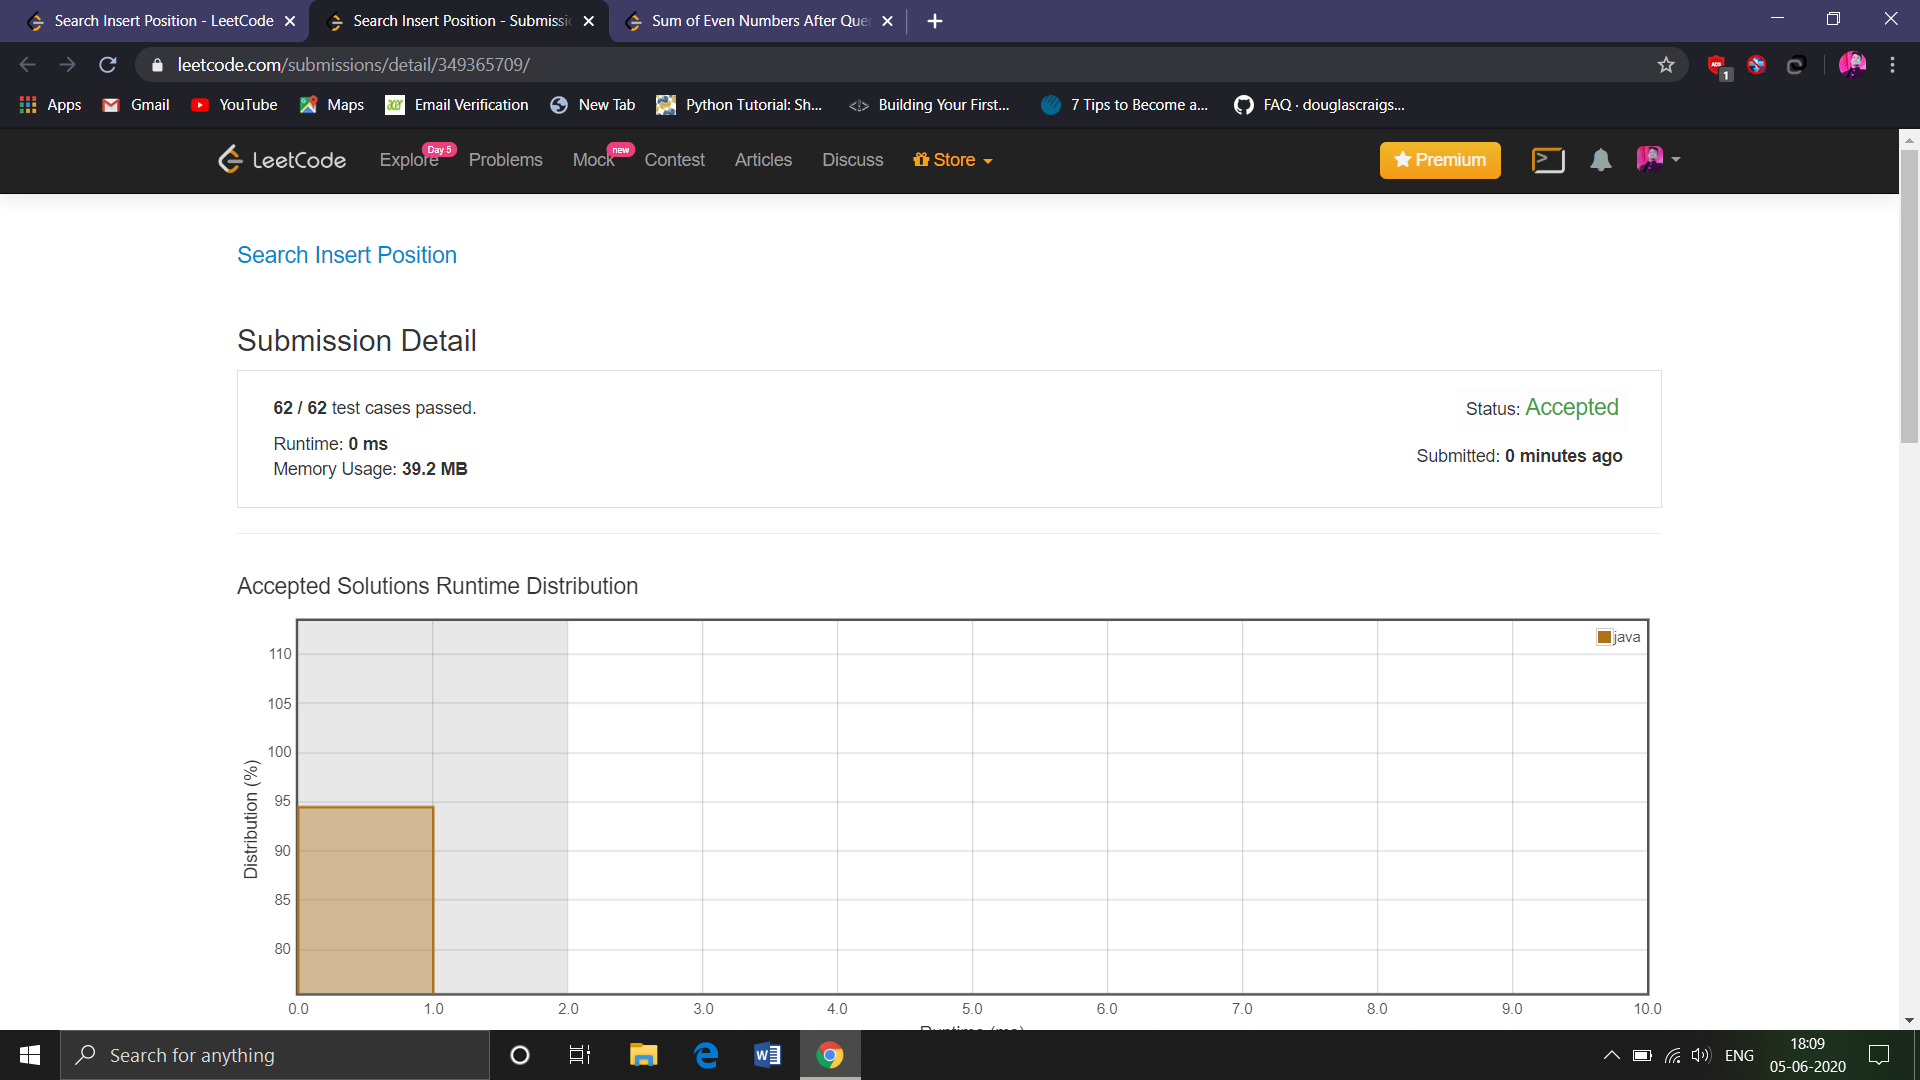 Search Insert Position - LeetCode
Search Insert Position - Submissi
Sum of Even Numbers After Que
leetcode.com/submissions/detail/349365709/
ADS
1
Apps
Gmail
YouTube
Maps
acer
Email Verification
New Tab
Python Tutorial: Sh...
Building Your First...
7 Tips to Become a...
FAQ · douglascraigs...
LeetCode
Explore
Day 5
Problems
Mock
new
Contest
Articles
Discuss
Store
Premium
Search Insert Position
Submission Detail
62 / 62 test cases passed.
Status: Accepted
Runtime: 0 ms
Memory Usage: 39.2 MB
Submitted: 0 minutes ago
Accepted Solutions Runtime Distribution
java
Distribution (%)
110
105
100
95
90
85
80
0.0 1.0 2.0 3.0 4.0 5.0 6.0 7.0 8.0 9.0 10.0
Runtime (ms)
Search for anything
ENG
18:09
05-06-2020